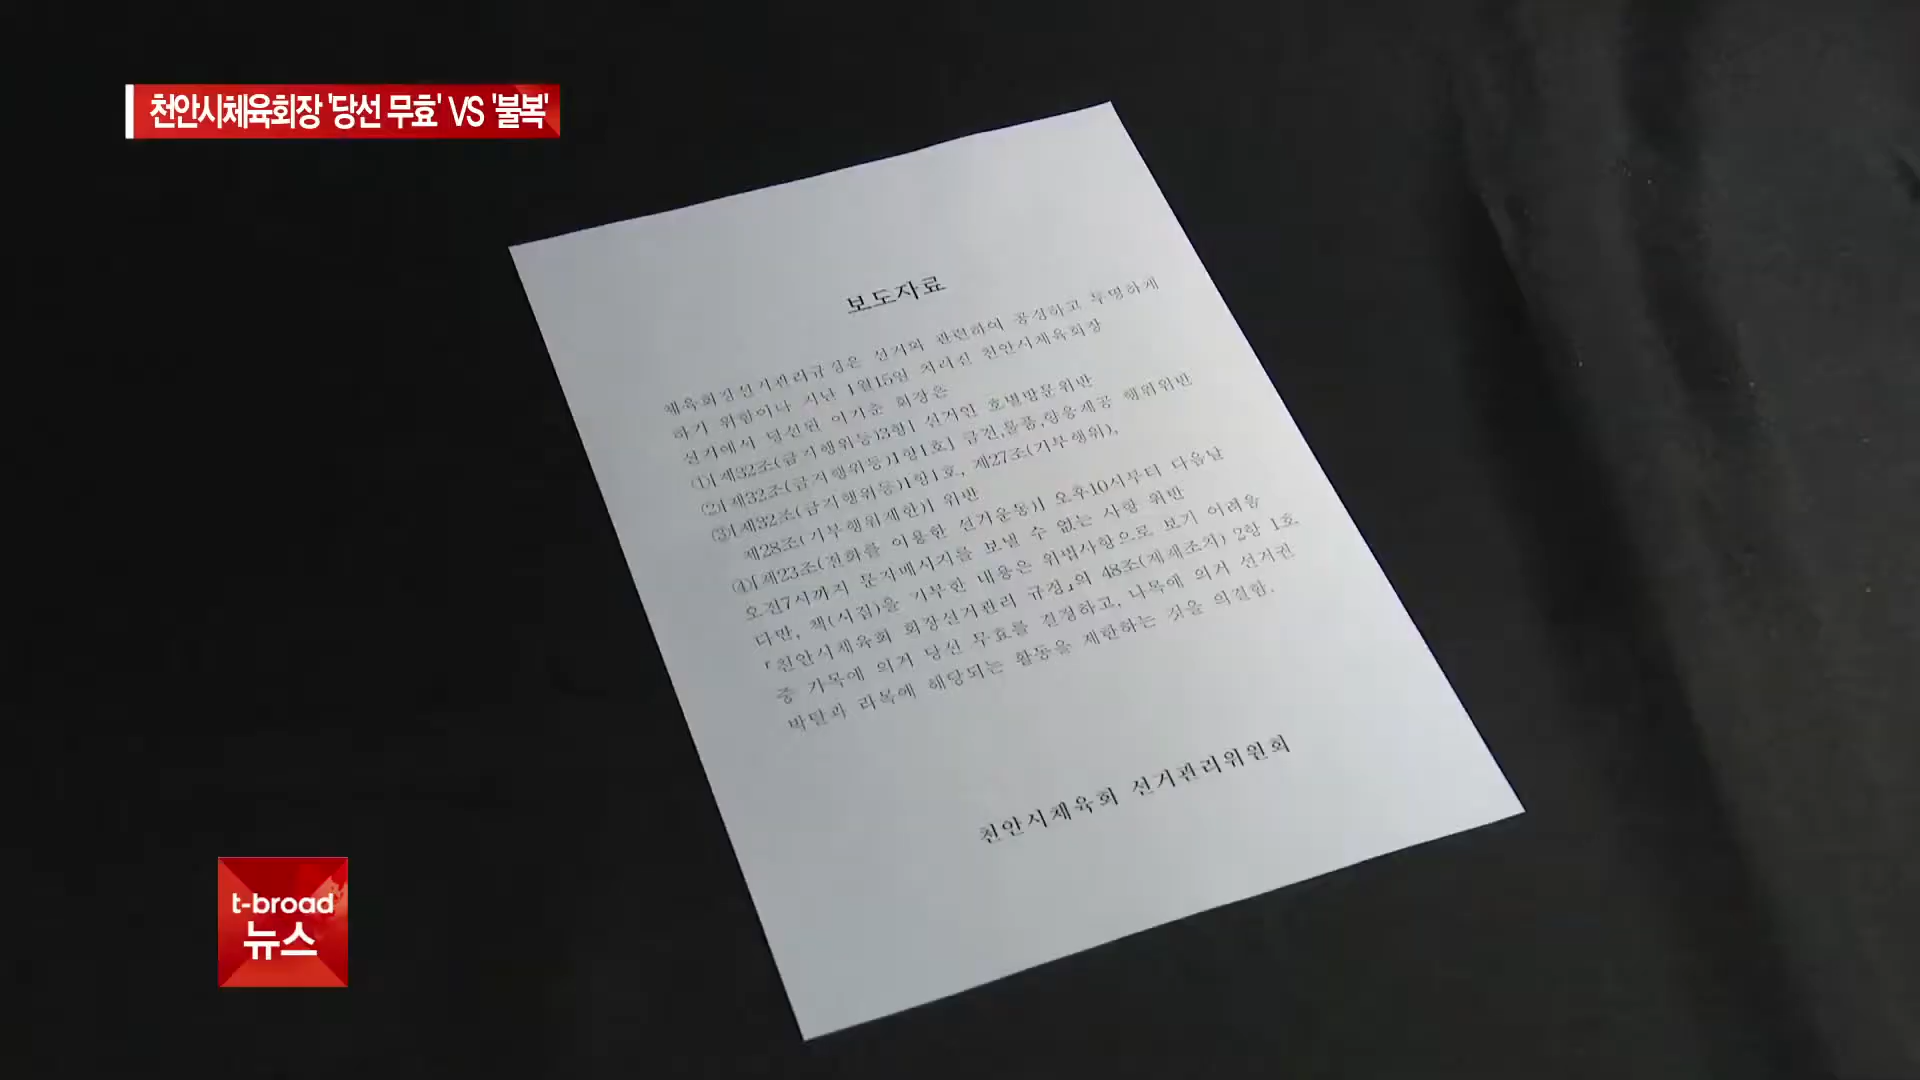 천안시체육회장 '당선 무효' VS '불복'
보도자료
체육회장선거관리규정은 선거와 관련하여 공정하고 투명하게
하기 위함이나 지난 1월15일 치러진 천안시체육회장
선거에서 당선된 이기춘 회장은
①[제32조(금지행위등)3항] 선거인 호별방문위반
②[제32조(금지행위등)1항1호] 금전,물품,향응제공 행위위반
③[제32조(금지행위등)1항1호, 제27조(기부행위),
제28조(기부행위제한)] 위반
④[제23조(전화를 이용한 선거운동)] 오후10시부터 다음날
오전7시까지 문자메시지를 보낼 수 없는 사항 위반
다만, 책(시집)을 기부한 내용은 위법사항으로 보기 어려움
『천안시체육회 회장선거관리 규정』의 48조(제재조치) 2항 1호
중 가목에 의거 당선 무효를 결정하고, 나목에 의거 선거권
박탈과 라목에 해당되는 활동을 제한하는 것을 의결함.
천안시체육회 선거관리위원회
t-broad
뉴스